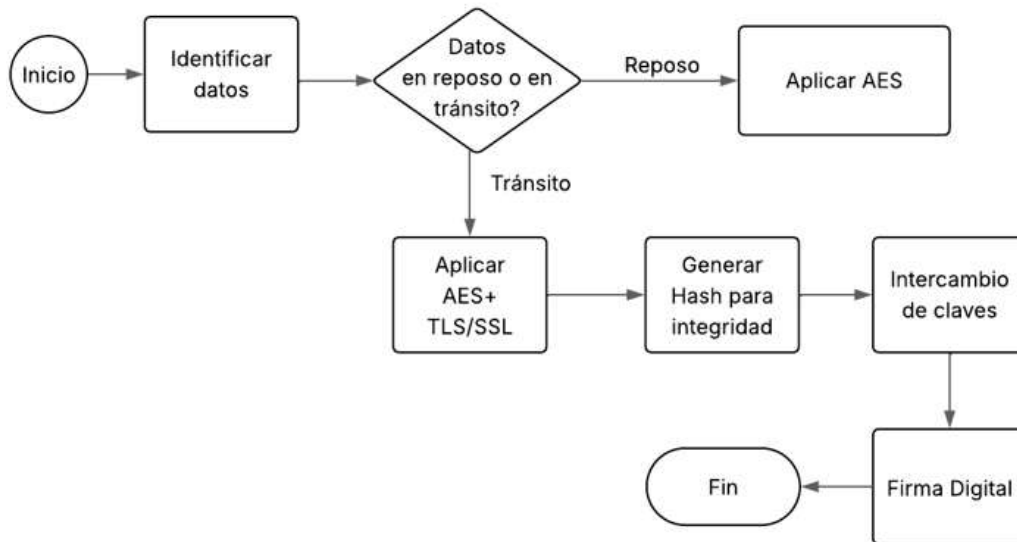 Inicio
Identificar
datos
Datos
en reposo o en
tránsito?
Reposo
Aplicar AES
Tránsito
Aplicar
AES+
TLS/SSL
Generar
Hash para
integridad
Intercambio
de claves
Firma Digital
Fin